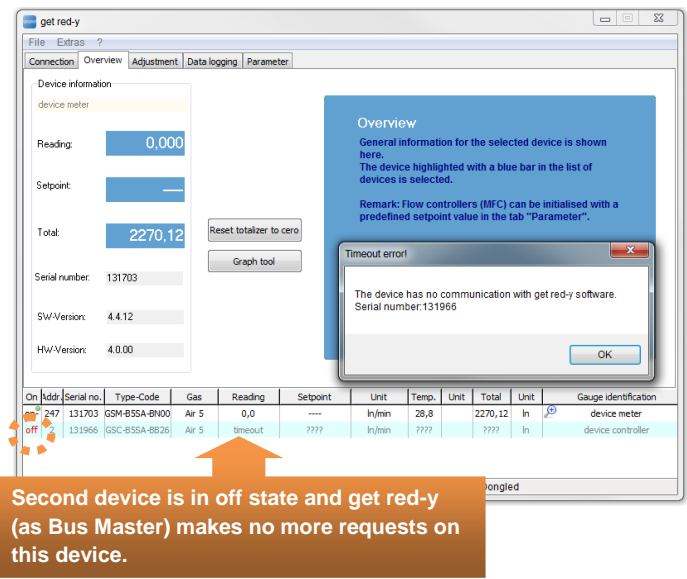 get red-y
File Extras ?
Connection Overview Adjustment Data logging Parameter
Device information
device meter
Reading: 0,000
Setpoint: ----
Total: 2270,12
Serial number: 131703
SW-Version: 4.4.12
HW-Version: 4.0.00
Reset totalizer to cero
Graph tool
Overview
General information for the selected device is shown
here.
The device highlighted with a blue bar in the list of
devices is selected.
Remark: Flow controllers (MFC) can be initialised with a
predefined setpoint value in the tab "Parameter".
Timeout error!
The device has no communication with get red-y software.
Serial number:131966
OK
On Addr. Serial no. Type-Code Gas Reading Setpoint Unit Temp. Unit Total Unit Gauge identification
on 247 131703 GSM-B5SA-BN00 Air 5 0,0 ---- ln/min 28,8 2270,12 ln device meter
off 2 131966 GSC-B5SA-BB26 Air 5 timeout ???? ln/min ???? ???? ln device controller
Dongled
Second device is in off state and get red-y
(as Bus Master) makes no more requests on
this device.